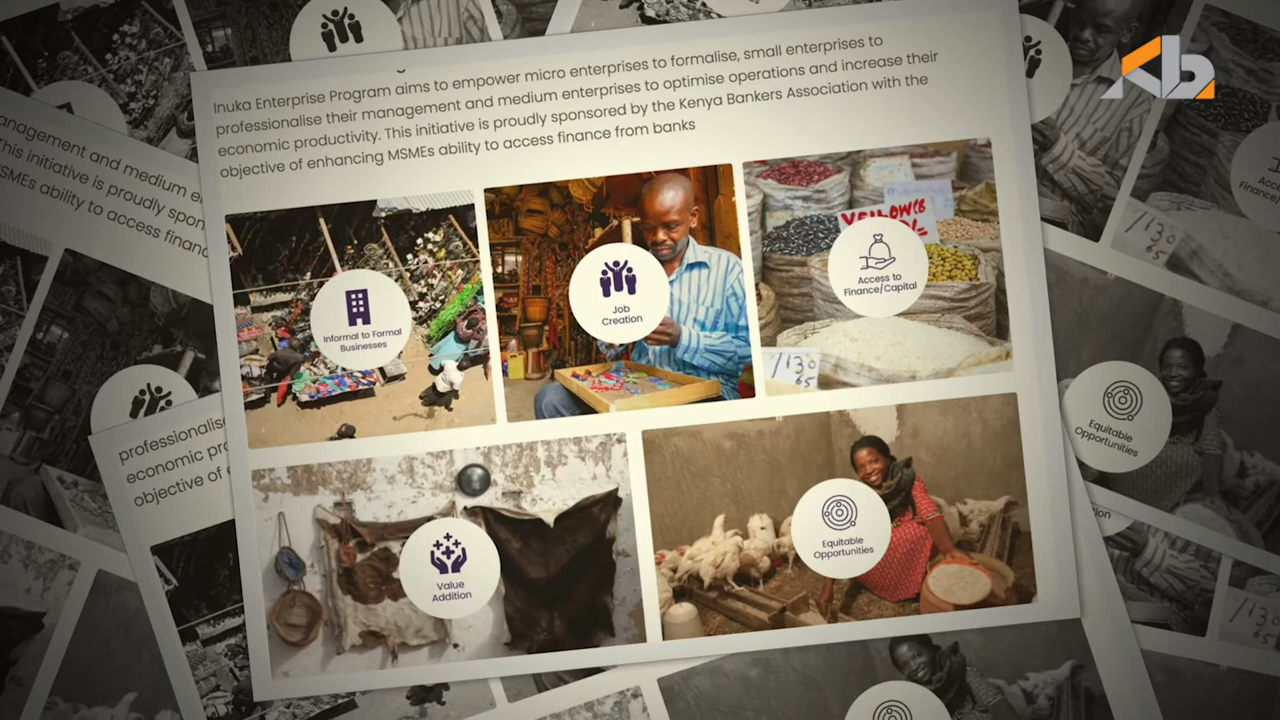 Inuka Enterprise Program aims to empower micro enterprises to formalise, small enterprises to
professionalise their management and medium enterprises to optimise operations and increase their
economic productivity. This initiative is proudly sponsored by the Kenya Bankers Association with the
objective of enhancing MSMEs ability to access finance from banks
Informal to Formal
Businesses
Job
Creation
Access to
Finance/Capital
/130
65
Value
Addition
Equitable
Opportunities
anagement and medium e
This initiative is proudly spon
SMEs ability to access financ
professionalis
economic pr
objective of
Equitable
Opportunities
/130
65